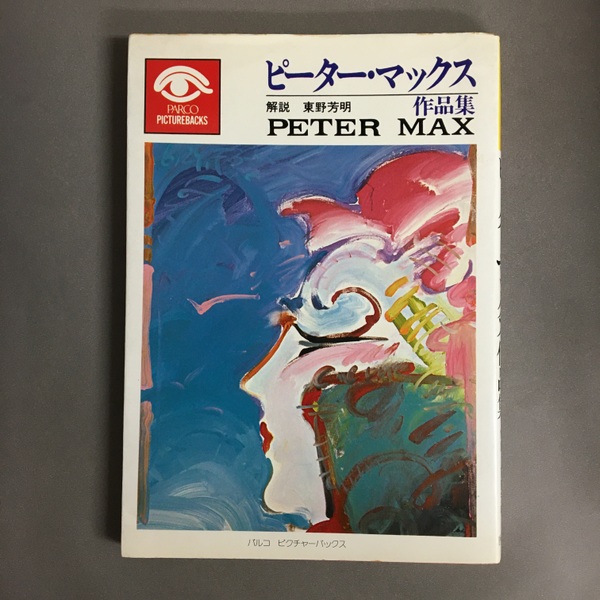 PARCO
PICTUREBACKS
ピーター・マックス
解説 東野芳明
作品集
PETER MAX
パルコ ピクチャーバックス